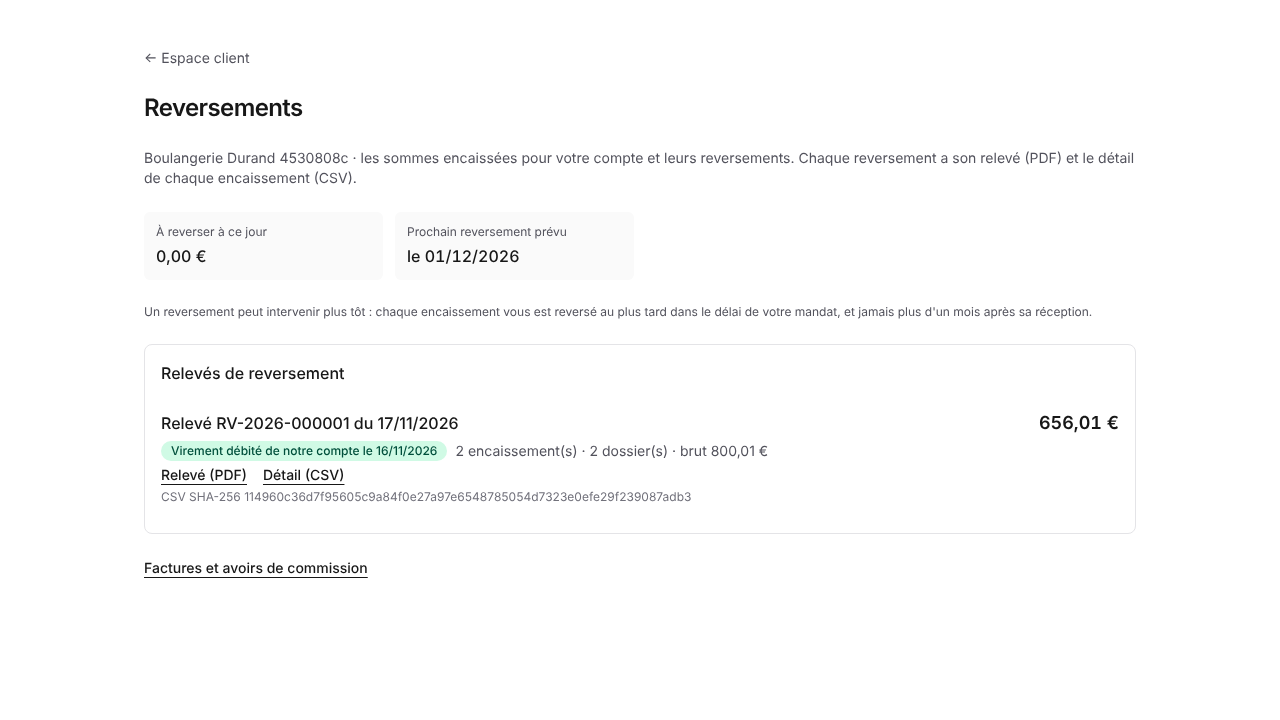 ← Espace client
Reversements
Boulangerie Durand 4530808c · les sommes encaissées pour votre compte et leurs reversements. Chaque reversement a son relevé (PDF) et le détail
de chaque encaissement (CSV).
À reverser à ce jour
0,00 €
Prochain reversement prévu
le 01/12/2026
Un reversement peut intervenir plus tôt : chaque encaissement vous est reversé au plus tard dans le délai de votre mandat, et jamais plus d'un mois après sa réception.
Relevés de reversement
Relevé RV-2026-000001 du 17/11/2026
656,01 €
Virement débité de notre compte le 16/11/2026 2 encaissement(s) · 2 dossier(s) · brut 800,01 €
Relevé (PDF) Détail (CSV)
CSV SHA-256 114960c36d7f95605c9a84f0e27a97e6548785054d7323e0efe29f239087adb3
Factures et avoirs de commission